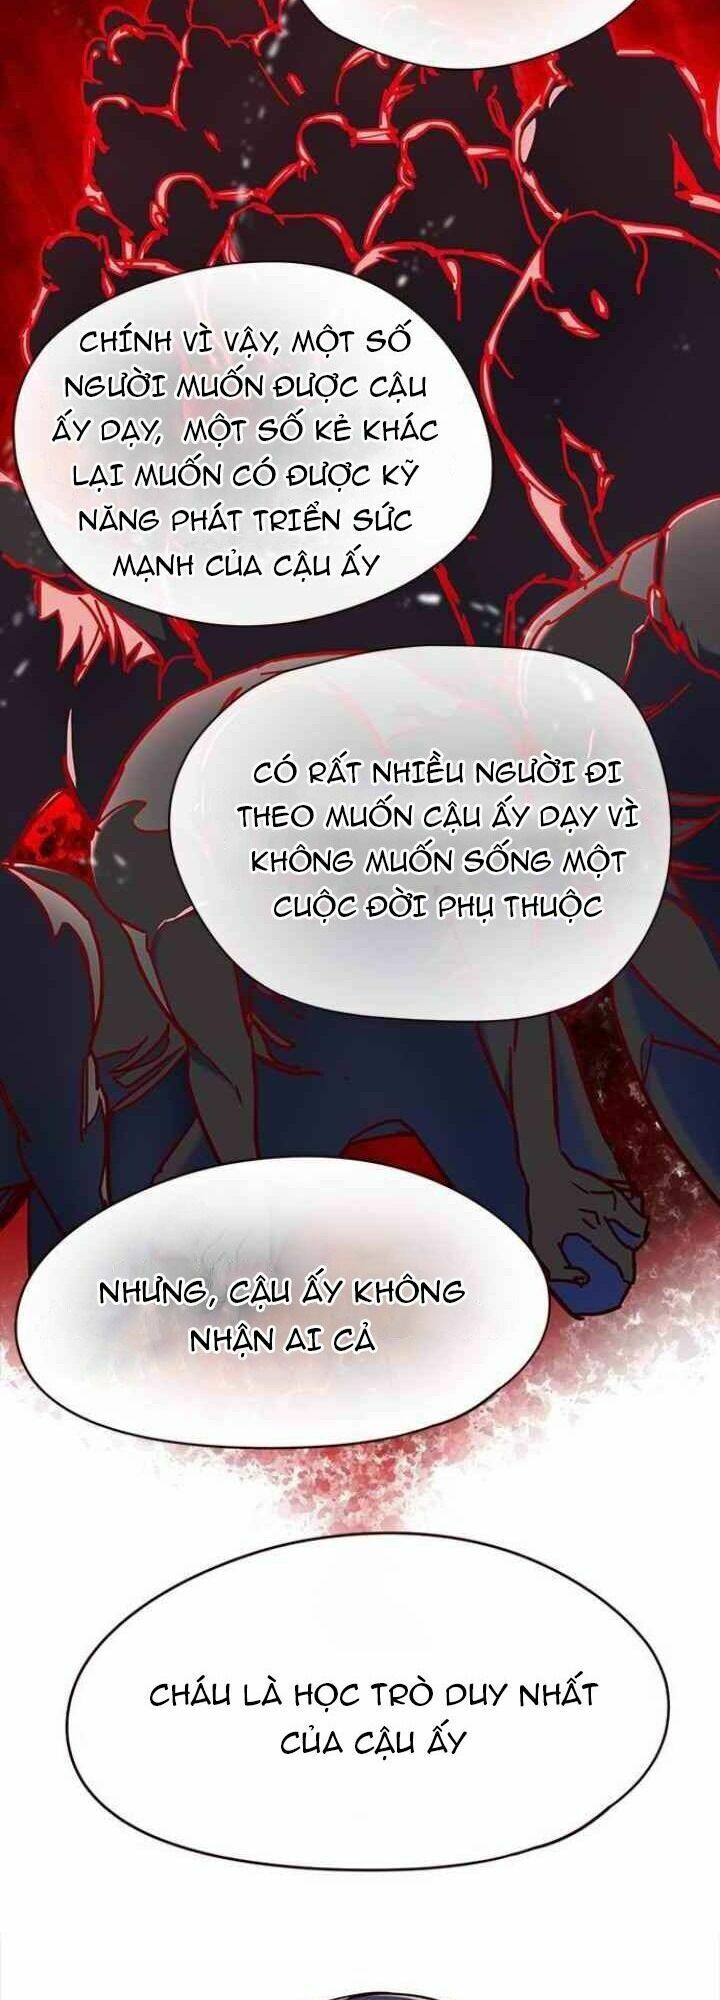 CHÍNH VÌ VẬY, MỘT SỐ
NGƯỜI MUỐN ĐƯỢC CẬU
ẤY DẠY, MỘT SỐ KẺ KHÁC
LẠI MUỐN CÓ ĐƯỢC KỸ
NĂNG PHÁT TRIỂN SỨC
MẠNH CỦA CẬU ẤY
CÓ RẤT NHIỀU NGƯỜI ĐI
THEO MUỐN CẬU ẤY DẠY VÌ
KHÔNG MUỐN SỐNG MỘT
CUỘC ĐỜI PHỤ THUỘC
NHƯNG, CẬU ẤY KHÔNG
NHẬN AI CẢ
CHÁU LÀ HỌC TRÒ DUY NHẤT
CỦA CẬU ẤY